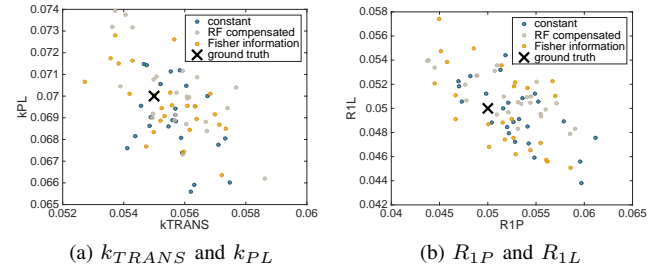 0.074
0.073
0.072
0.071
0.07
0.069
0.068
0.067
0.066
0.065
kPL
constant
RF compensated
Fisher information
ground truth
0.052 0.054 0.056 0.058 0.06
kTRANS
(a) k_TRANS and k_PL
0.058
0.056
0.054
0.052
0.05
0.048
0.046
0.044
0.042
R1L
constant
RF compensated
Fisher information
ground truth
0.04 0.045 0.05 0.055 0.06 0.065
R1P
(b) R_1P and R_1L